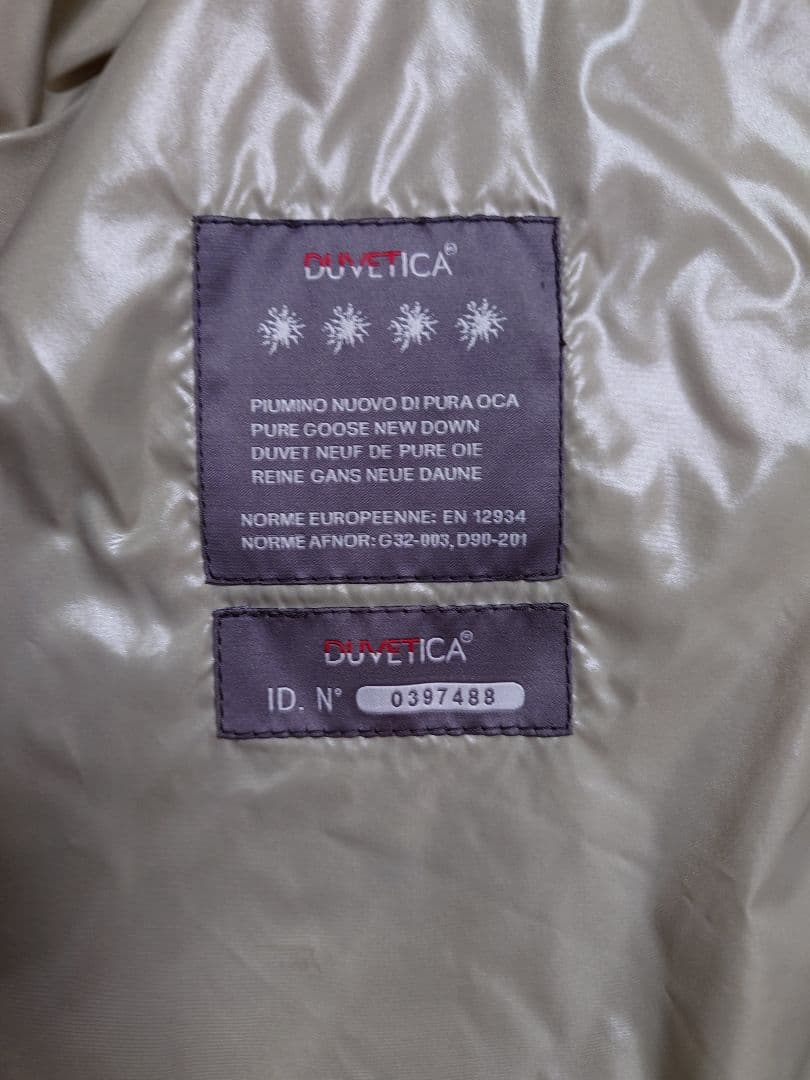 DUVETICA®
PIUMINO NUOVO DI PURA OCA
PURE GOOSE NEW DOWN
DUVET NEUF DE PURE OIE
REINE GANS NEUE DAUNE
NORME EUROPEENNE: EN 12934
NORME AFNOR: G32-003, D90-201
DUVETICA®
ID. N° 0397488